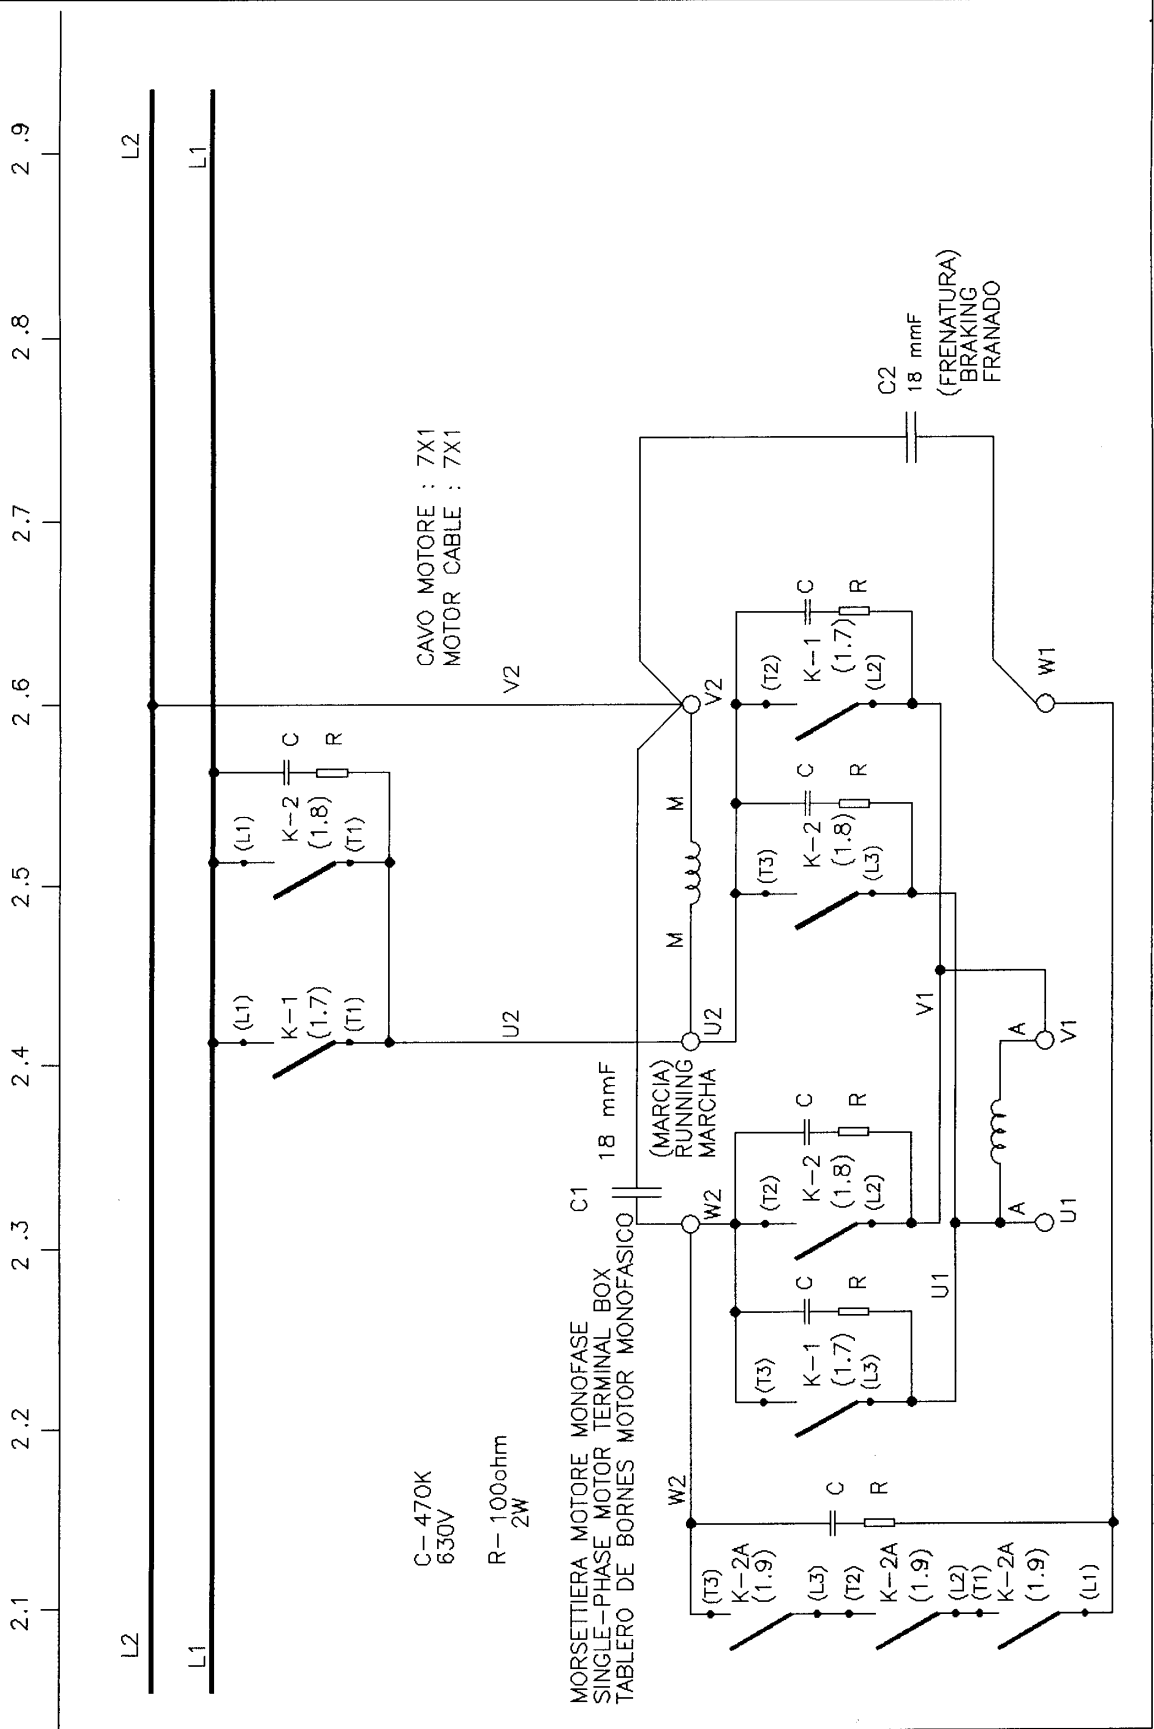 2.1
2.2
2.3
2.4
2.5
2.6
2.7
2.8
2.9
L2
L2
L1
L1
(L1)
K-1
(1.7)
(T1)
(L1)
K-2
(1.8)
(T1)
C
R
U2
V2
CAVO MOTORE : 7X1
MOTOR CABLE : 7X1
C-470K
630V
R-100ohm
2W
MORSETTIERA MOTORE MONOFASE
SINGLE-PHASE MOTOR TERMINAL BOX
TABLERO DE BORNES MOTOR MONOFASICO
C1
18 mmF
(MARCIA)
RUNNING
MARCHA
W2
W2
U2
M
M
V2
C2
18 mmF
(FRENATURA)
BRAKING
FRANADO
(T3)
K-2A
(1.9)
(L3)
(T2)
K-2A
(1.9)
(L2)
(T1)
K-2A
(1.9)
(L1)
C
R
(T3)
K-1
(1.7)
(L3)
C
R
(T2)
K-2
(1.8)
(L2)
C
R
(T3)
K-2
(1.8)
(L3)
C
R
(T2)
K-1
(1.7)
(L2)
C
R
U1
V1
A
A
U1
V1
W1